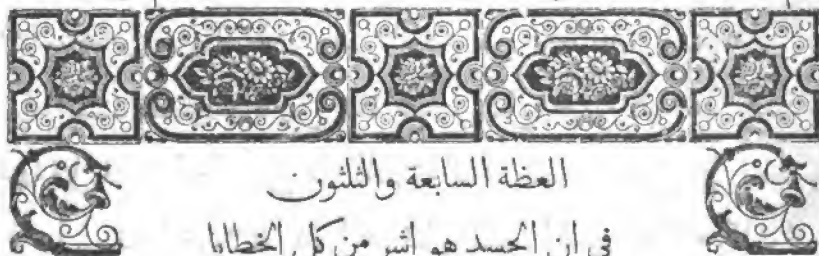 العظة السابعة والثلثون
في ان الحسد هو اشر من كل الخطايا